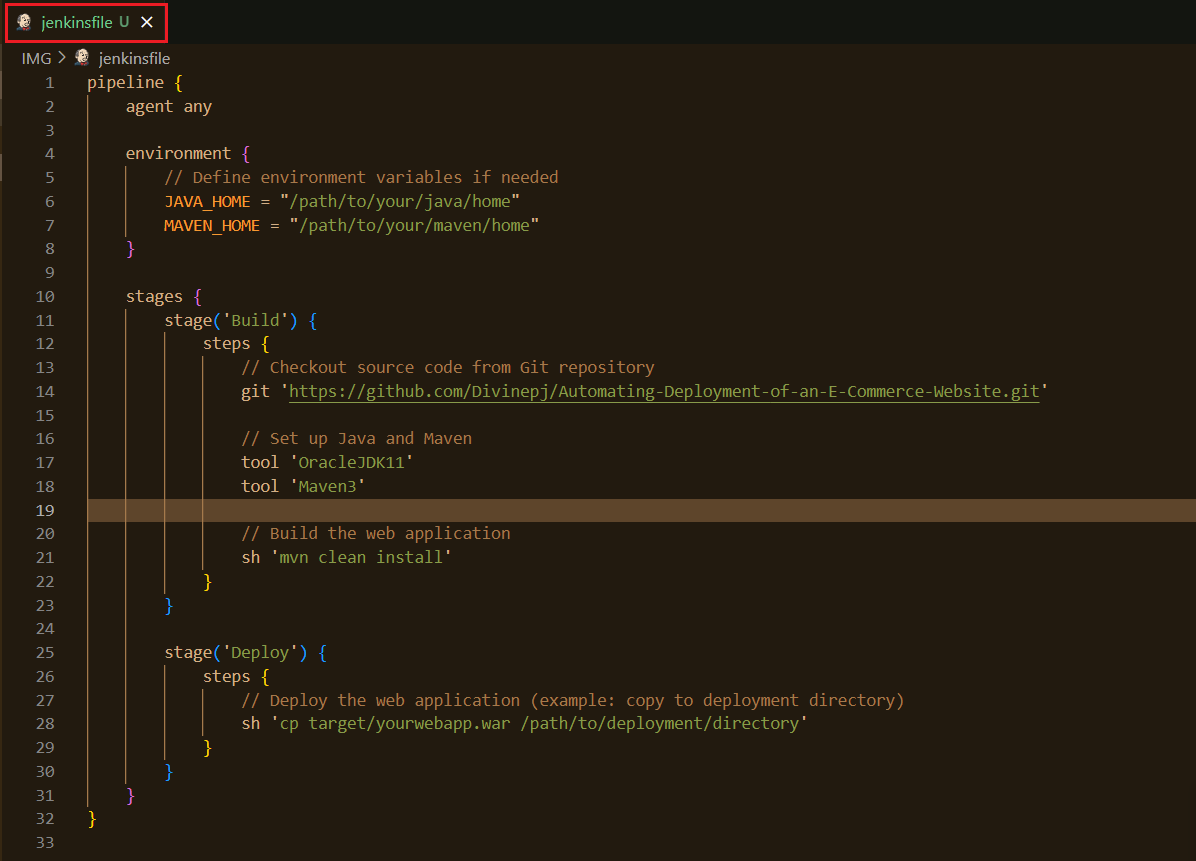 jenkinsfile U ×
IMG > jenkinsfile
1 pipeline {
2     agent any
3
4     environment {
5         // Define environment variables if needed
6         JAVA_HOME = "/path/to/your/java/home"
7         MAVEN_HOME = "/path/to/your/maven/home"
8     }
9
10     stages {
11         stage('Build') {
12             steps {
13                 // Checkout source code from Git repository
14                 git 'https://github.com/Divinepj/Automating-Deployment-of-an-E-Commerce-Website.git'
15
16                 // Set up Java and Maven
17                 tool 'OracleJDK11'
18                 tool 'Maven3'
19
20                 // Build the web application
21                 sh 'mvn clean install'
22             }
23         }
24
25         stage('Deploy') {
26             steps {
27                 // Deploy the web application (example: copy to deployment directory)
28                 sh 'cp target/yourwebapp.war /path/to/deployment/directory'
29             }
30         }
31     }
32 }
33